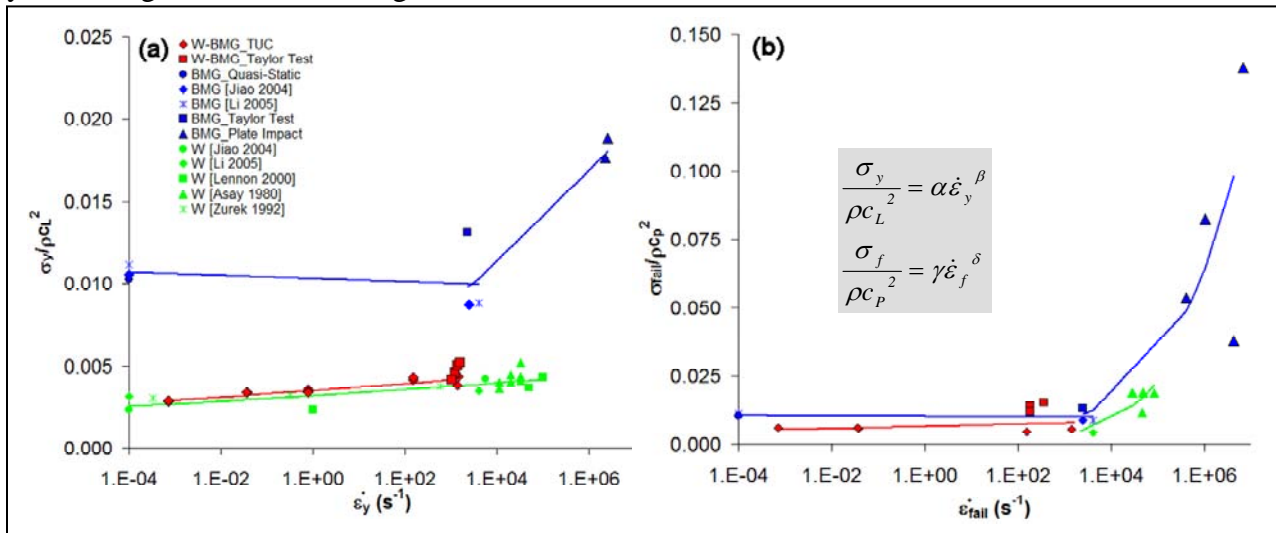 0.025
0.020
0.015
0.010
0.005
0.000
σy/ρcL²
(a)
W-BMG_TUC
W-BMG_Taylor Test
BMG_Quasi-Static
BMG [Jiao 2004]
BMG [Li 2005]
BMG_Taylor Test
BMG_Plate Impact
W [Jiao 2004]
W [Li 2005]
W [Lennon 2000]
W [Asay 1980]
W [Zurek 1992]
1.E-04 1.E-02 1.E+00 1.E+02 1.E+04 1.E+06
ε̇y (s⁻¹)
0.150
0.125
0.100
0.075
0.050
0.025
0.000
σfail/ρcP²
(b)
σy/ρcL² = αε̇y^β
σf/ρcP² = γε̇f^δ
1.E-04 1.E-02 1.E+00 1.E+02 1.E+04 1.E+06
ε̇fail (s⁻¹)